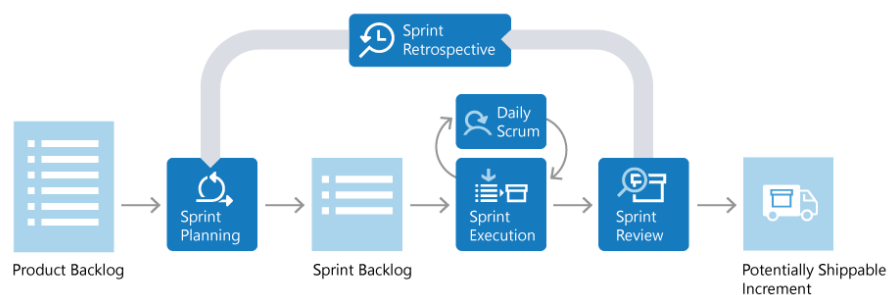 Sprint
Retrospective
Daily
Scrum
Sprint
Planning
Sprint
Execution
Sprint
Review
Product Backlog
Sprint Backlog
Potentially Shippable
Increment